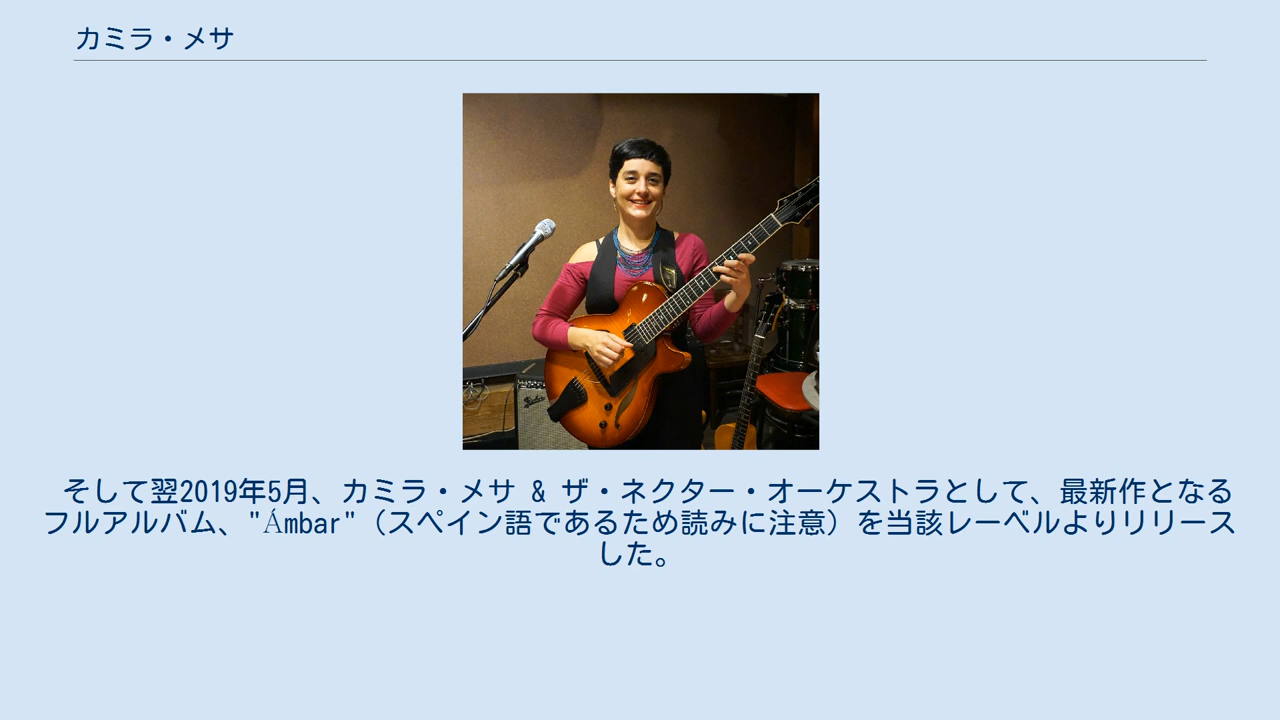 カミラ・メサ
そして翌2019年5月、カミラ・メサ & ザ・ネクター・オーケストラとして、最新作となる
フルアルバム、"Ámbar"（スペイン語であるため読みに注意）を当該レーベルよりリリース
した。